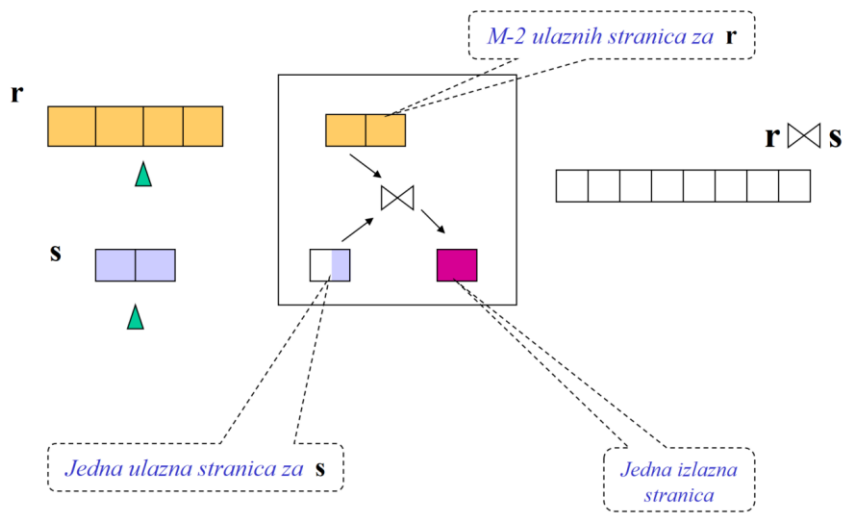 M-2 ulaznih stranica za r
r
r ⋈ s
s
Jedna ulazna stranica za s
Jedna izlazna
stranica